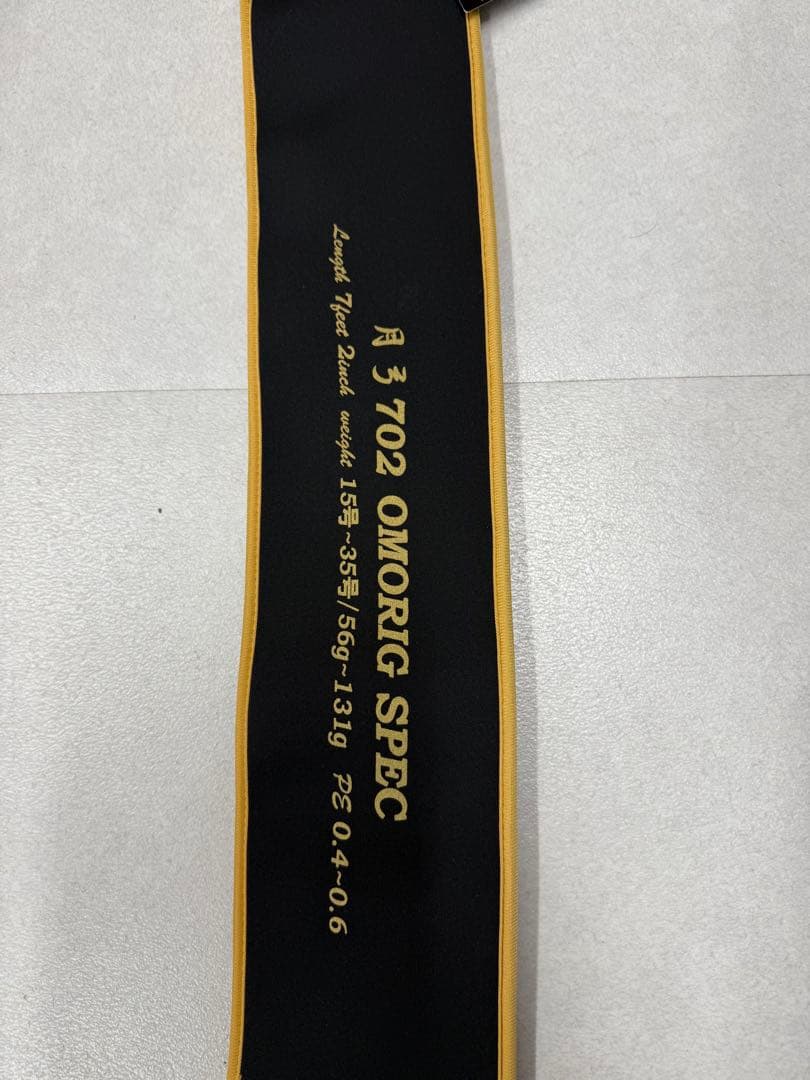 月彡 702 OMORIG SPEC
Length 7feet 2inch weight 15号~35号/56g~131g PE 0.4~0.6